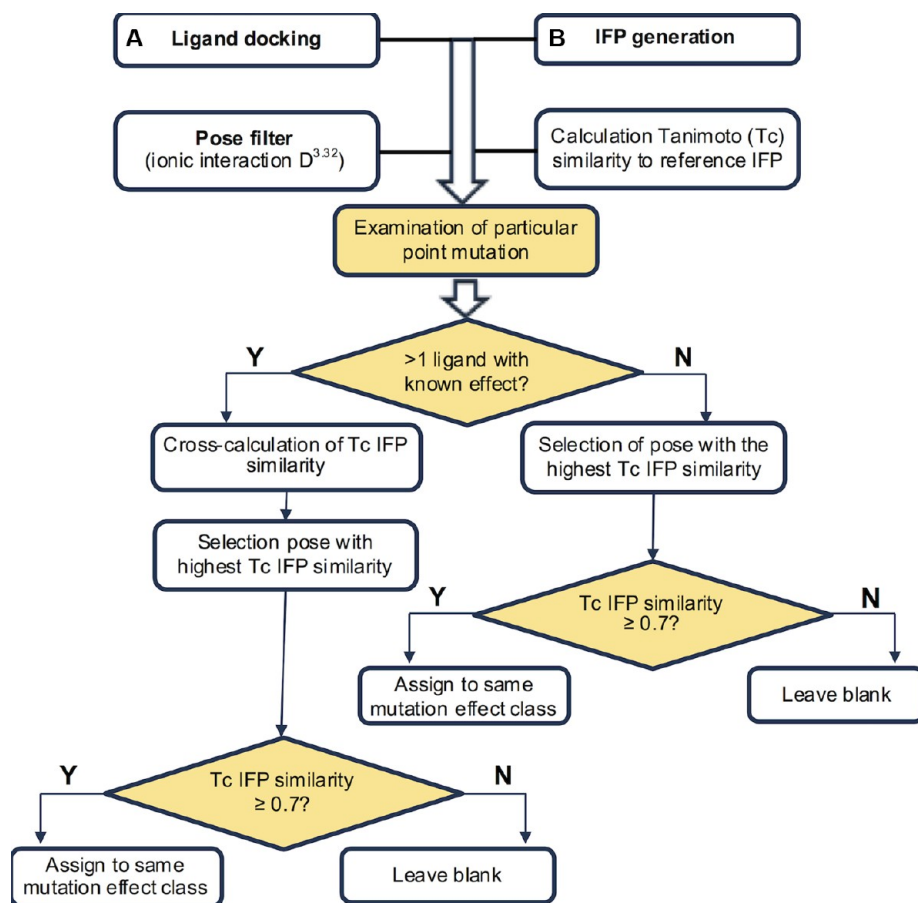 A Ligand docking
B IFP generation
Pose filter
(ionic interaction D3.32)
Calculation Tanimoto (Tc)
similarity to reference IFP
Examination of particular
point mutation
>1 ligand with
known effect?
Y
N
Cross-calculation of Tc IFP
similarity
Selection of pose with the
highest Tc IFP similarity
Selection pose with
highest Tc IFP similarity
Tc IFP similarity
≥ 0.7?
Y
N
Assign to same
mutation effect class
Leave blank
Tc IFP similarity
≥ 0.7?
Y
N
Assign to same
mutation effect class
Leave blank